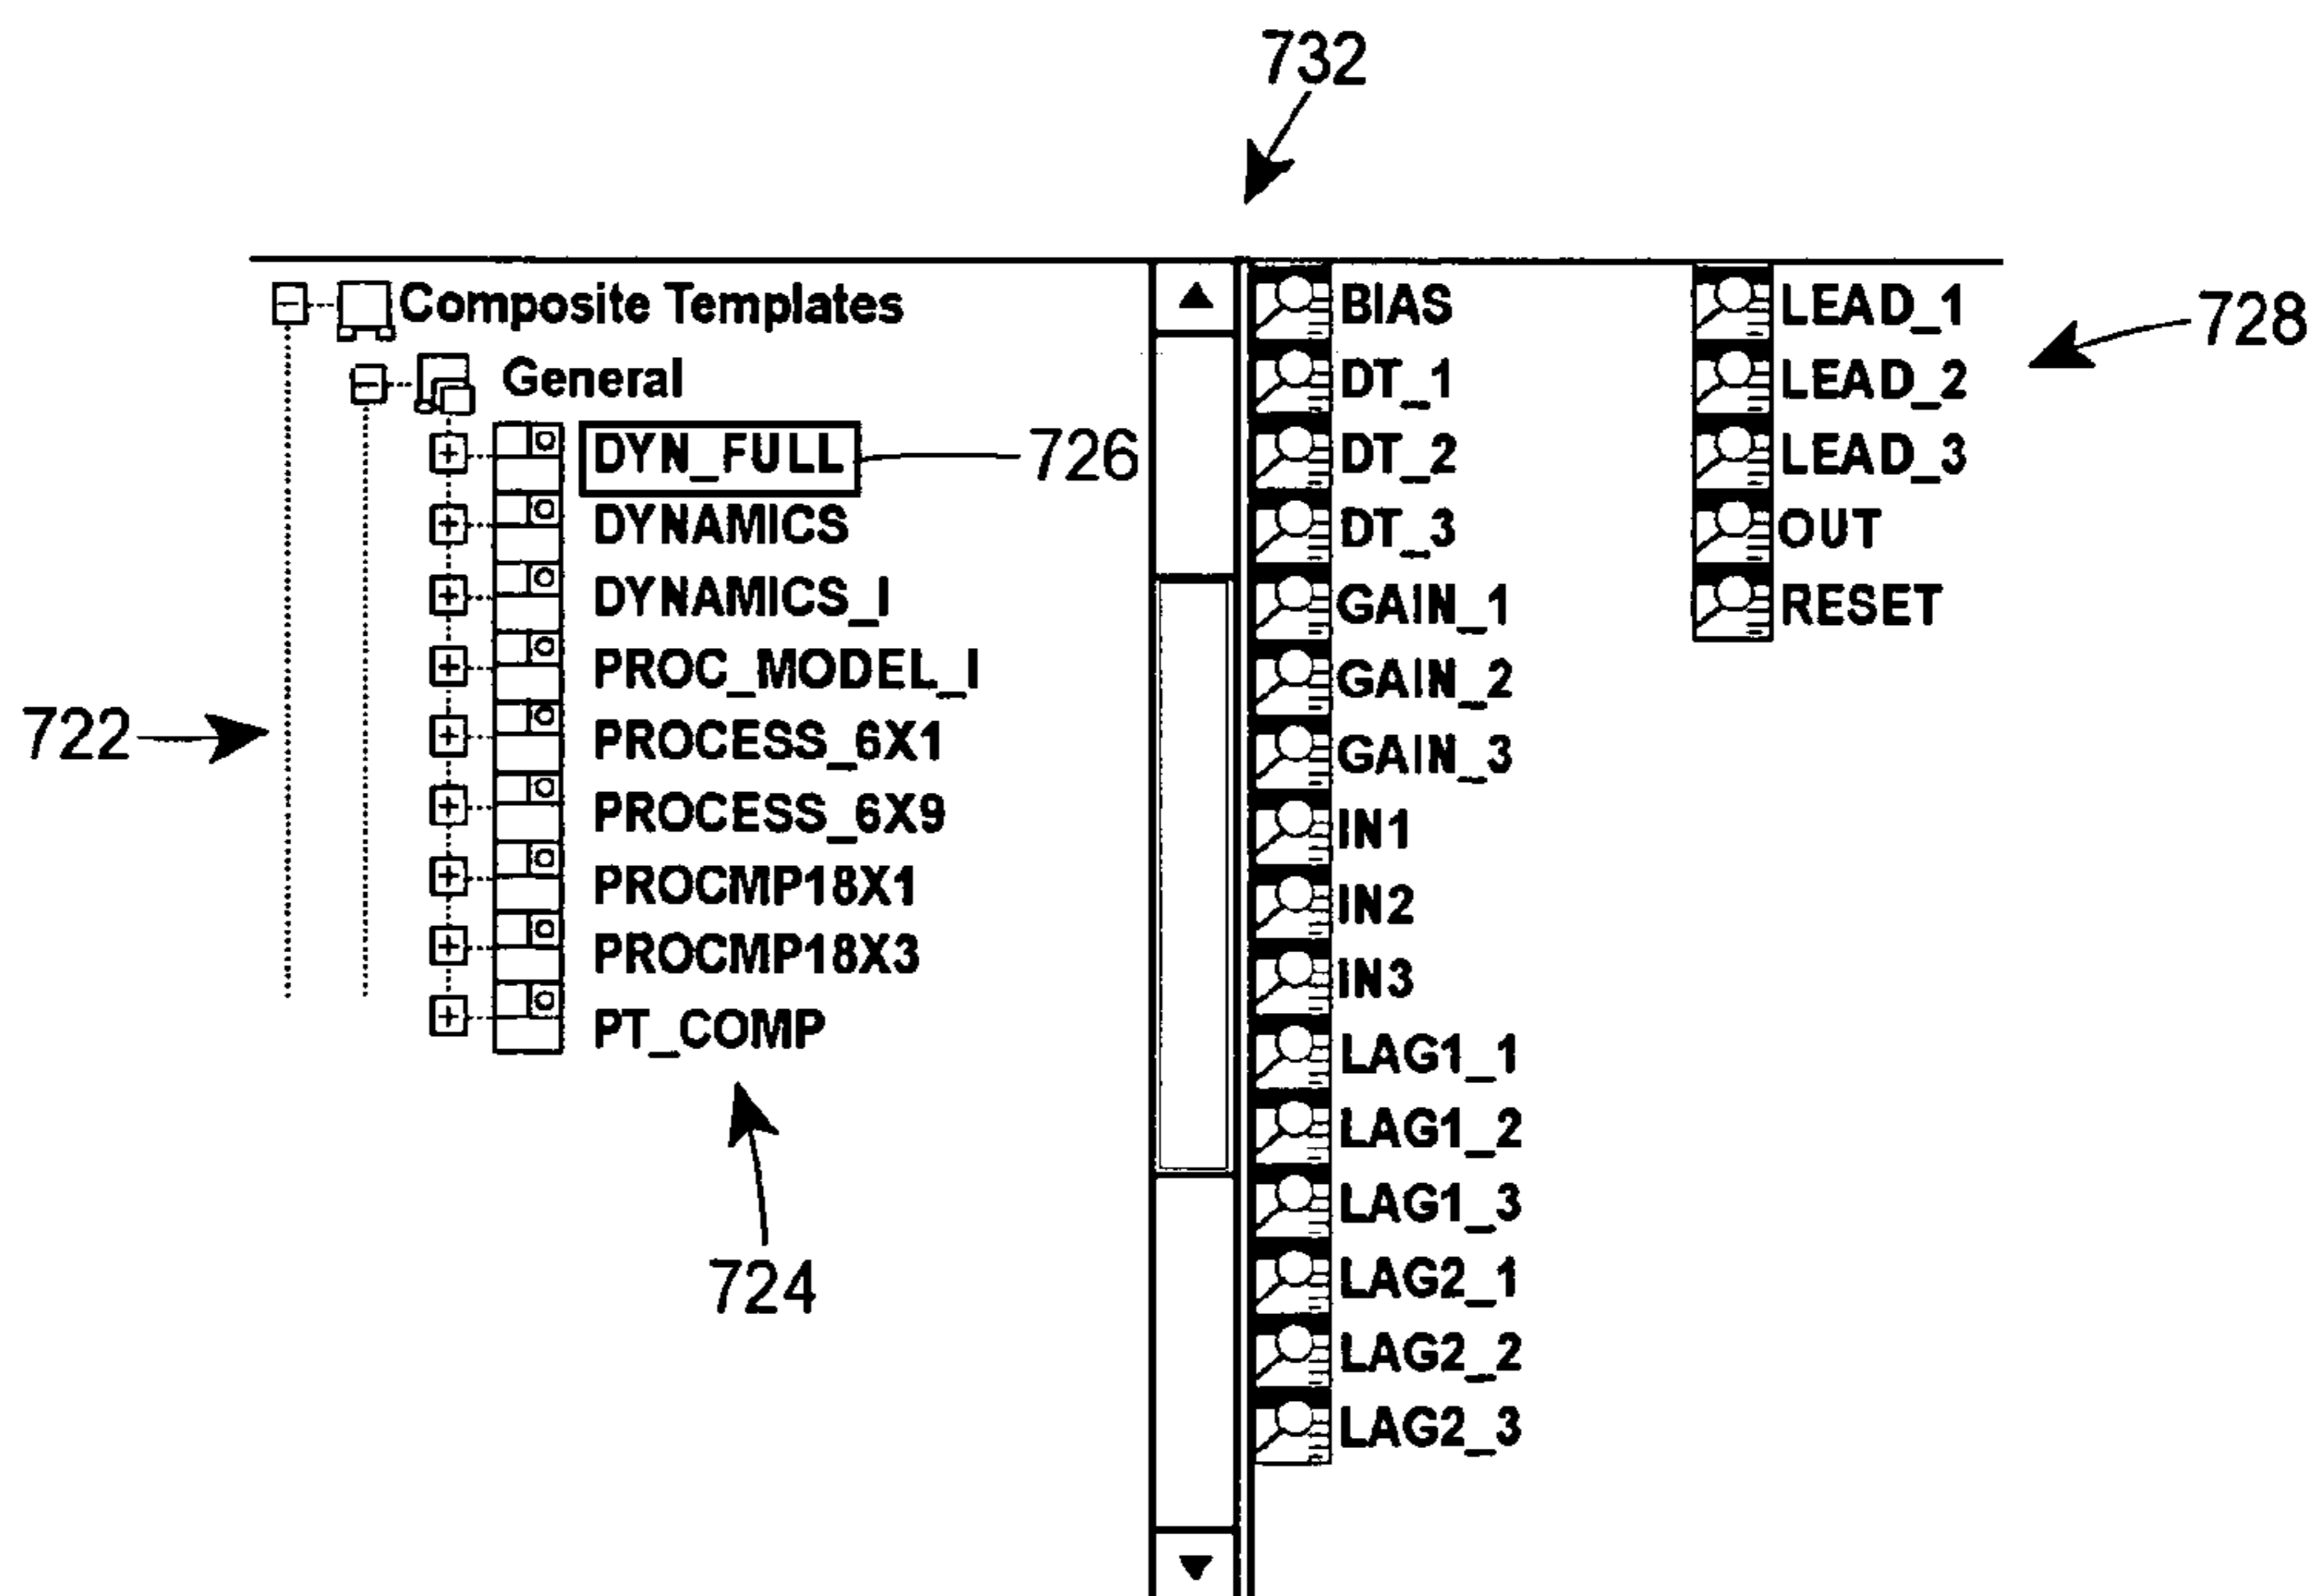 732
Composite Templates
General
DYN_FULL
726
DYNAMICS
DYNAMICS_I
PROC_MODEL_I
PROCESS_6X1
722
PROCESS_6X9
PROCMP18X1
PROCMP18X3
PT_COMP
724
BIAS
DT_1
DT_2
DT_3
GAIN_1
GAIN_2
GAIN_3
IN1
IN2
IN3
LAG1_1
LAG1_2
LAG1_3
LAG2_1
LAG2_2
LAG2_3
LEAD_1
LEAD_2
LEAD_3
OUT
RESET
728